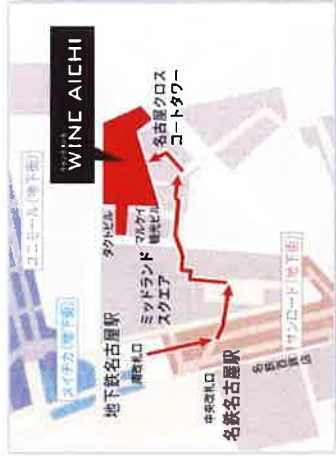 WINC AICHI
ユニモール(地下街)
タクトビル
マルケイ
観光ビル
名古屋クロス
コートタワー
メイチカ(地下街)
地下鉄名古屋駅
南改札口
ミッドランド
スクエア
中央改札口
名鉄名古屋駅
サンロード(地下街)
名鉄
百貨店